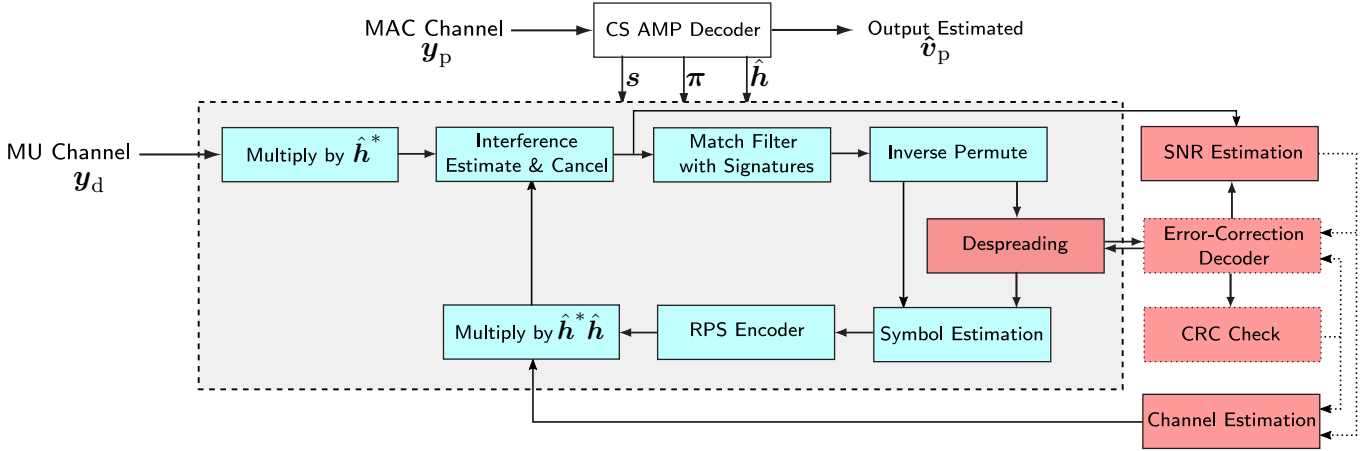 MAC Channel
y_p
CS AMP Decoder
Output Estimated
v̂_p
s
π
ĥ
MU Channel
y_d
Multiply by ĥ*
Interference
Estimate & Cancel
Match Filter
with Signatures
Inverse Permute
SNR Estimation
Despreading
Error-Correction
Decoder
Multiply by ĥ*ĥ
RPS Encoder
Symbol Estimation
CRC Check
Channel Estimation